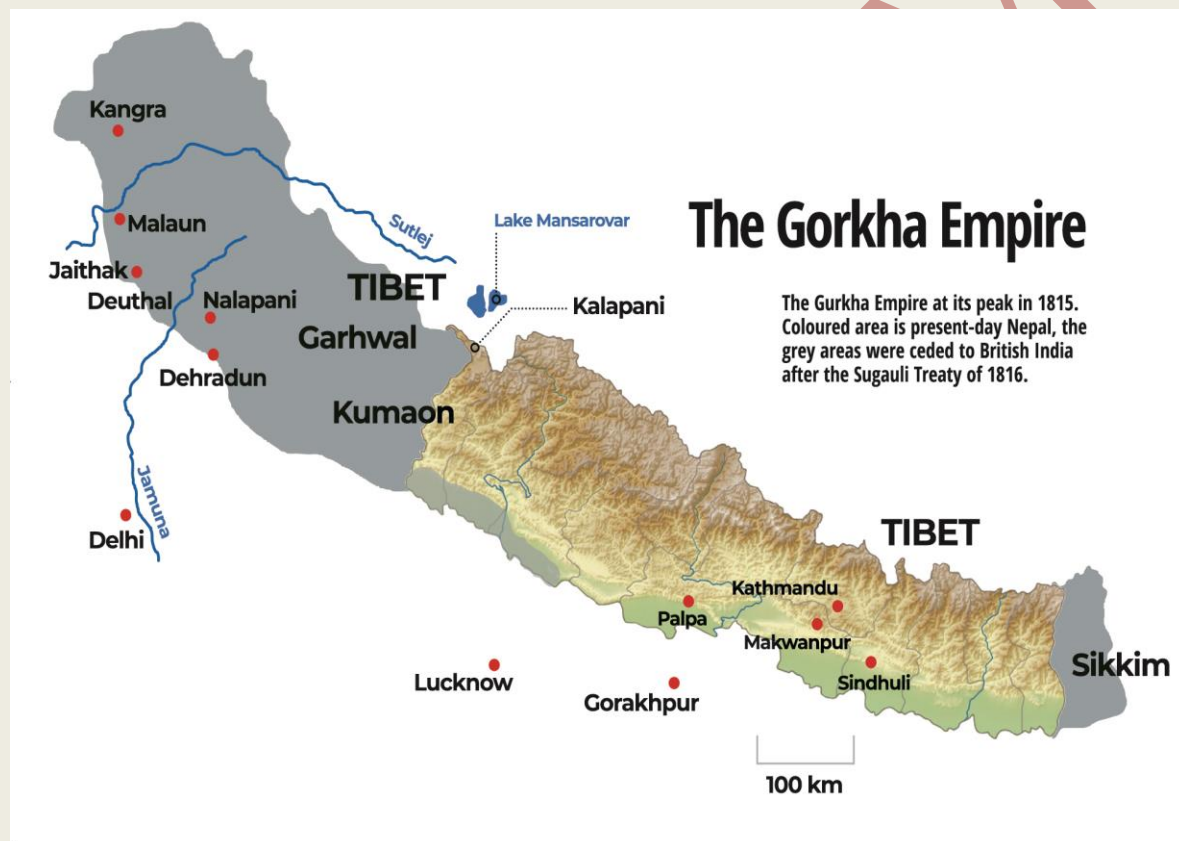 The Gorkha Empire
The Gurkha Empire at its peak in 1815.
Coloured area is present-day Nepal, the
grey areas were ceded to British India
after the Sugauli Treaty of 1816.
Kangra
Malaun
Sutlej
Lake Mansarovar
Jaithak
Deuthal
Nalapani
TIBET
Kalapani
Garhwal
Dehradun
Kumaon
Jamuna
Delhi
TIBET
Kathmandu
Palpa
Makwanpur
Sindhuli
Sikkim
Lucknow
Gorakhpur
100 km